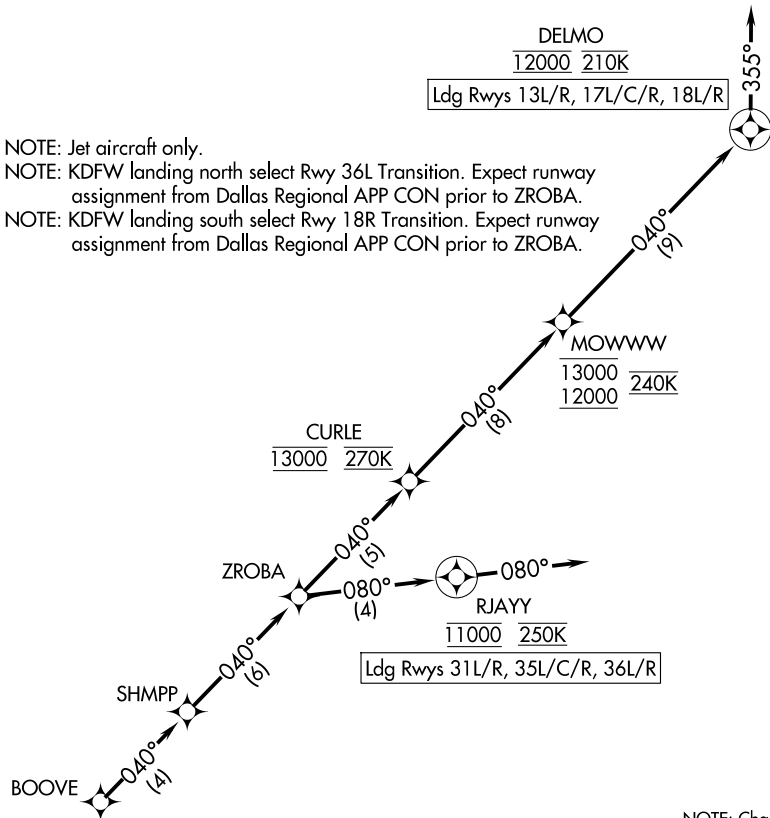 DELMO
12000 210K
Ldg Rwys 13L/R, 17L/C/R, 18L/R
355°
NOTE: Jet aircraft only.
NOTE: KDFW landing north select Rwy 36L Transition. Expect runway
assignment from Dallas Regional APP CON prior to ZROBA.
NOTE: KDFW landing south select Rwy 18R Transition. Expect runway
assignment from Dallas Regional APP CON prior to ZROBA.
040°
(9)
MOWWW
13000
12000
240K
040°
(8)
CURLE
13000 270K
040°
(5)
ZROBA
080°
(4)
080°
RJAYY
11000 250K
Ldg Rwys 31L/R, 35L/C/R, 36L/R
040°
(6)
SHMPP
040°
(4)
BOOVE
NOTE: Cha